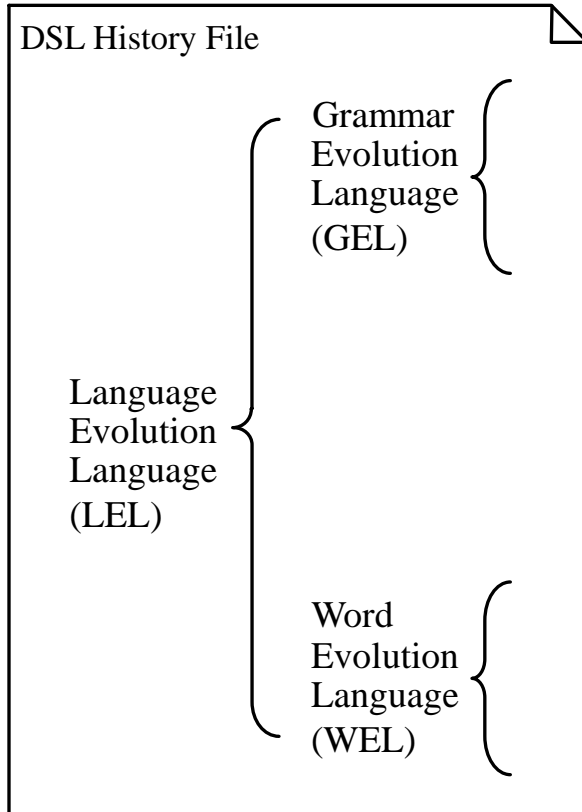 DSL History File
Grammar
Evolution
Language
(GEL)
Language
Evolution
Language
(LEL)
Word
Evolution
Language
(WEL)